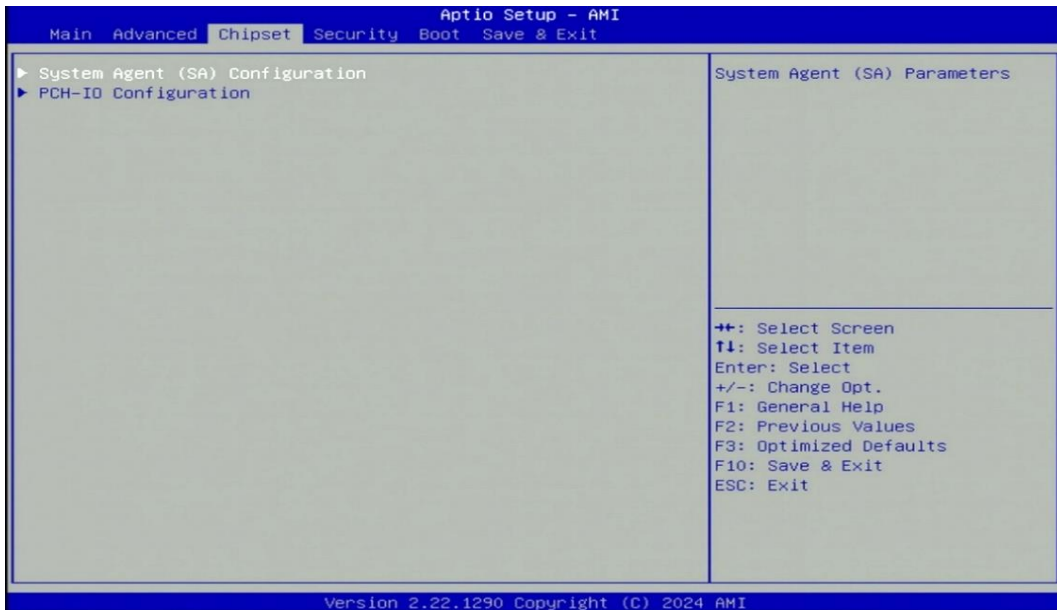 Aptio Setup – AMI
Main Advanced Chipset Security Boot Save & Exit
▶ System Agent (SA) Configuration
▶ PCH-IO Configuration
System Agent (SA) Parameters
→←: Select Screen
↑↓: Select Item
Enter: Select
+/-: Change Opt.
F1: General Help
F2: Previous Values
F3: Optimized Defaults
F10: Save & Exit
ESC: Exit
Version 2.22.1290 Copyright (C) 2024 AMI